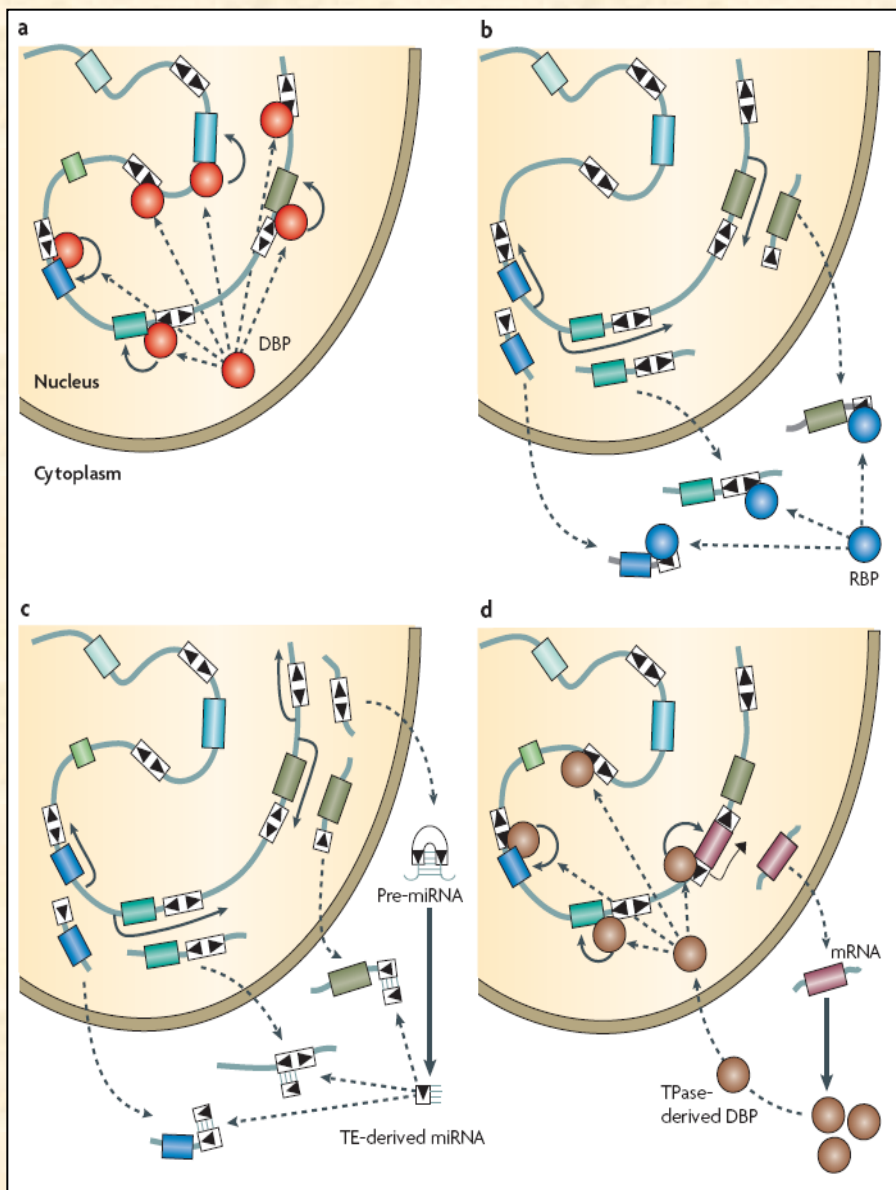 a
DBP
Nucleus
Cytoplasm
b
RBP
c
Pre-miRNA
TE-derived miRNA
d
mRNA
TPase-
derived DBP